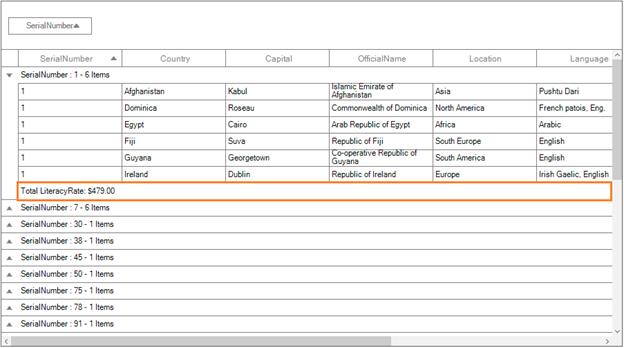 SerialNumber
SerialNumber Country Capital OfficialName Location Language
SerialNumber : 1 - 6 Items
1 Afghanistan Kabul Islamic Emirate of Afghanistan Asia Pushtu Dari
1 Dominica Roseau Commonwealth of Dominica North America French patois, Eng.
1 Egypt Cairo Arab Republic of Egypt Africa Arabic
1 Fiji Suva Republic of Fiji South Europe English
1 Guyana Georgetown Co-operative Republic of Guyana South America English
1 Ireland Dublin Republic of Ireland Europe Irish Gaelic, English
Total LiteracyRate: $479.00
SerialNumber : 7 - 6 Items
SerialNumber : 30 - 1 Items
SerialNumber : 38 - 1 Items
SerialNumber : 45 - 1 Items
SerialNumber : 50 - 1 Items
SerialNumber : 75 - 1 Items
SerialNumber : 78 - 1 Items
SerialNumber : 91 - 1 Items